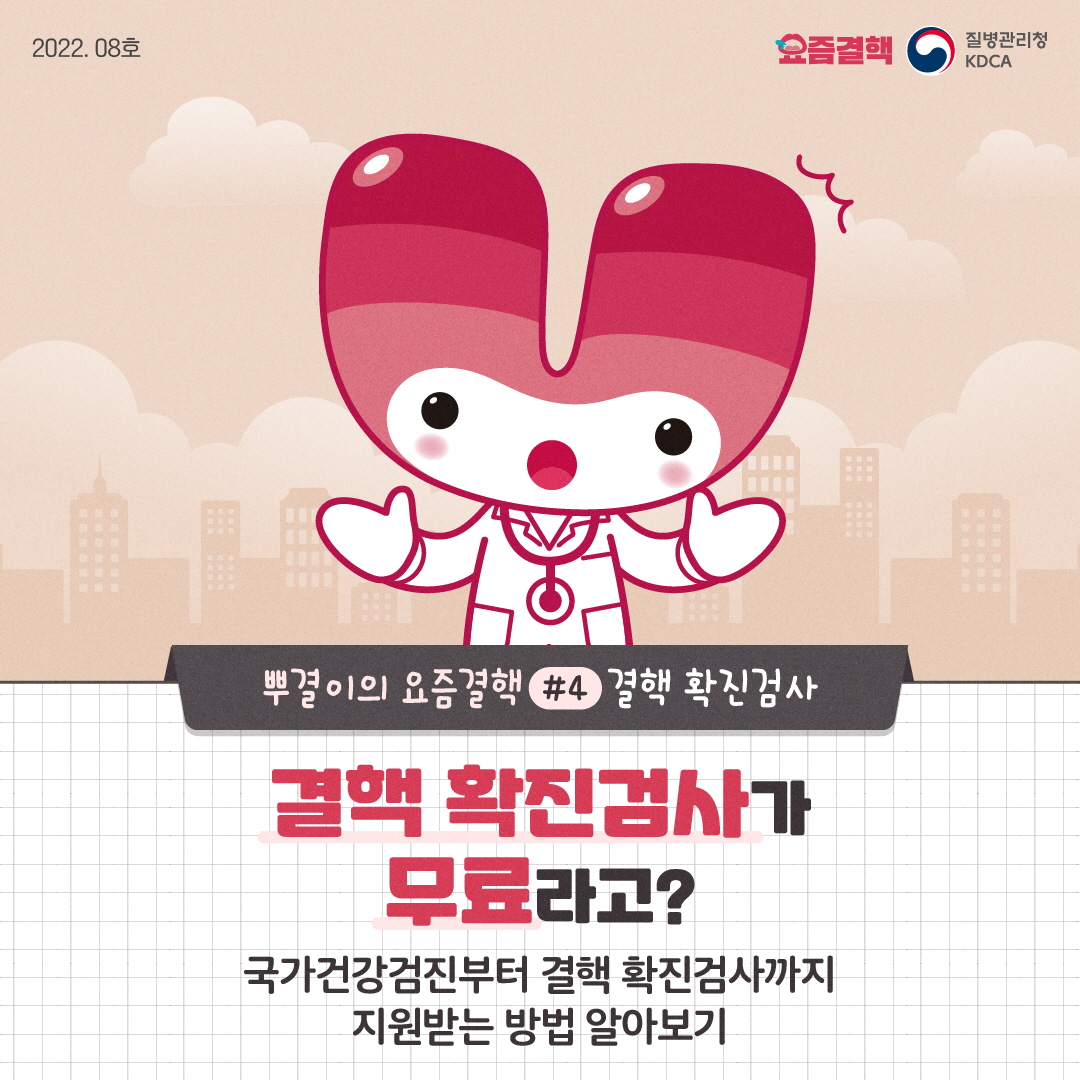 2022. 08호
요즘결핵
질병관리청
KDCA
뿌결이의 요즘결핵 #4 결핵 확진검사
결핵 확진검사가
무료라고?
국가건강검진부터 결핵 확진검사까지
지원받는 방법 알아보기